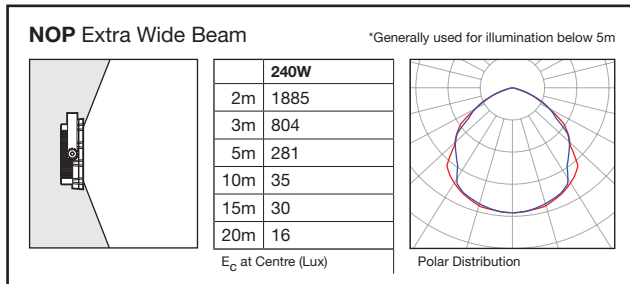 NOP Extra Wide Beam
*Generally used for illumination below 5m
240W
2m 1885
3m 804
5m 281
10m 35
15m 30
20m 16
EC at Centre (Lux)
Polar Distribution